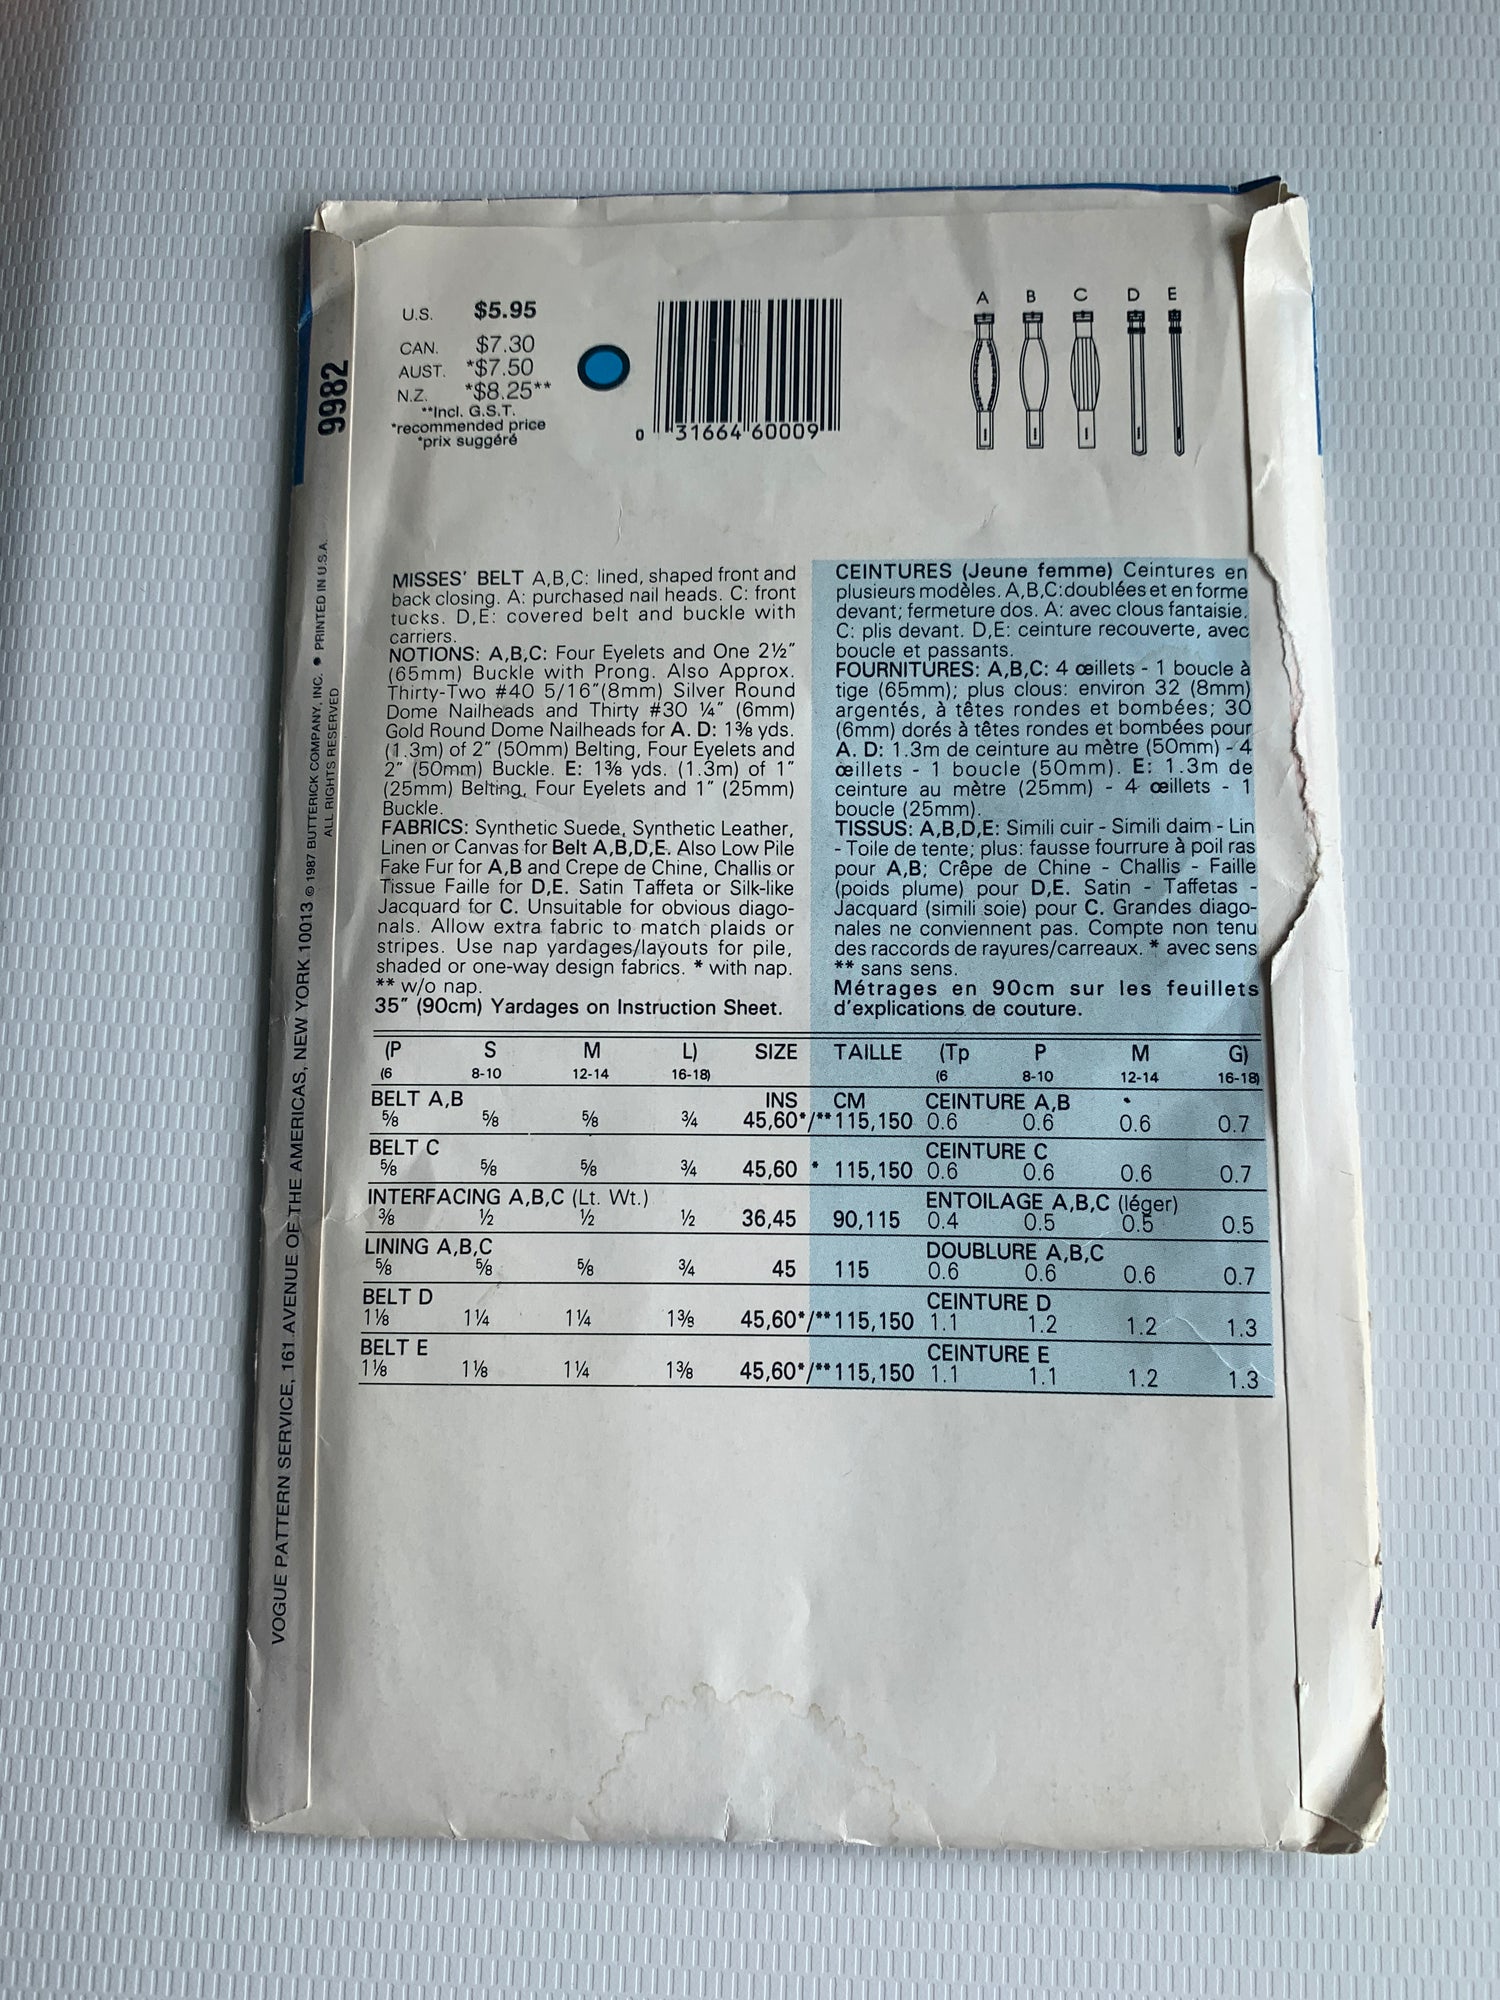 9982
VOGUE PATTERN SERVICE, 161 AVENUE OF THE AMERICAS, NEW YORK 10013 © 1987 BUTTERICK COMPANY, INC. ● PRINTED IN U.S.A.
ALL RIGHTS RESERVED
U.S. $5.95
CAN. $7.30
AUST. *$7.50
N.Z. *$8.25**
**Incl. G.S.T.
*recommended price
*prix suggéré
0 31664 60009
A B C D E
MISSES' BELT A,B,C: lined, shaped front and
back closing. A: purchased nail heads. C: front
tucks. D,E: covered belt and buckle with
carriers.
NOTIONS: A,B,C: Four Eyelets and One 2½"
(65mm) Buckle with Prong. Also Approx.
Thirty-Two #40 5/16"(8mm) Silver Round
Dome Nailheads and Thirty #30 ¼" (6mm)
Gold Round Dome Nailheads for A. D: 1⅜ yds.
(1.3m) of 2" (50mm) Belting, Four Eyelets and
2" (50mm) Buckle. E: 1⅜ yds. (1.3m) of 1"
(25mm) Belting, Four Eyelets and 1" (25mm)
Buckle.
FABRICS: Synthetic Suede, Synthetic Leather,
Linen or Canvas for Belt A,B,D,E. Also Low Pile
Fake Fur for A,B and Crepe de Chine, Challis or
Tissue Faille for D,E. Satin Taffeta or Silk-like
Jacquard for C. Unsuitable for obvious diago-
nals. Allow extra fabric to match plaids or
stripes. Use nap yardages/layouts for pile,
shaded or one-way design fabrics. * with nap.
** w/o nap.
35" (90cm) Yardages on Instruction Sheet.
CEINTURES (Jeune femme) Ceintures en
plusieurs modèles. A,B,C:doublées et en forme
devant; fermeture dos. A: avec clous fantaisie.
C: plis devant. D,E: ceinture recouverte, avec
boucle et passants.
FOURNITURES: A,B,C: 4 œillets - 1 boucle à
tige (65mm); plus clous: environ 32 (8mm)
argentés, à têtes rondes et bombées; 30
(6mm) dorés à têtes rondes et bombées pour
A. D: 1.3m de ceinture au mètre (50mm) - 4
œillets - 1 boucle (50mm). E: 1.3m de
ceinture au mètre (25mm) - 4 œillets - 1
boucle (25mm).
TISSUS: A,B,D,E: Simili cuir - Simili daim - Lin
- Toile de tente; plus: fausse fourrure à poil ras
pour A,B; Crêpe de Chine - Challis - Faille
(poids plume) pour D,E. Satin - Taffetas -
Jacquard (simili soie) pour C. Grandes diago-
nales ne conviennent pas. Compte non tenu
des raccords de rayures/carreaux. * avec sens
** sans sens.
Métrages en 90cm sur les feuillets
d'explications de couture.
(P S M L) SIZE TAILLE (Tp P M G)
(6 8-10 12-14 16-18) (6 8-10 12-14 16-18)
BELT A,B INS CM CEINTURE A,B
⅝ ⅝ ⅝ ¾ 45,60*/**115,150 0.6 0.6 0.6 0.7
BELT C CEINTURE C
⅝ ⅝ ⅝ ¾ 45,60 * 115,150 0.6 0.6 0.6 0.7
INTERFACING A,B,C (Lt. Wt.) ENTOILAGE A,B,C (léger)
⅜ ½ ½ ½ 36,45 90,115 0.4 0.5 0.5 0.5
LINING A,B,C DOUBLURE A,B,C
⅝ ⅝ ⅝ ¾ 45 115 0.6 0.6 0.6 0.7
BELT D CEINTURE D
1⅛ 1¼ 1¼ 1⅜ 45,60*/**115,150 1.1 1.2 1.2 1.3
BELT E CEINTURE E
1⅛ 1⅛ 1¼ 1⅜ 45,60*/**115,150 1.1 1.1 1.2 1.3